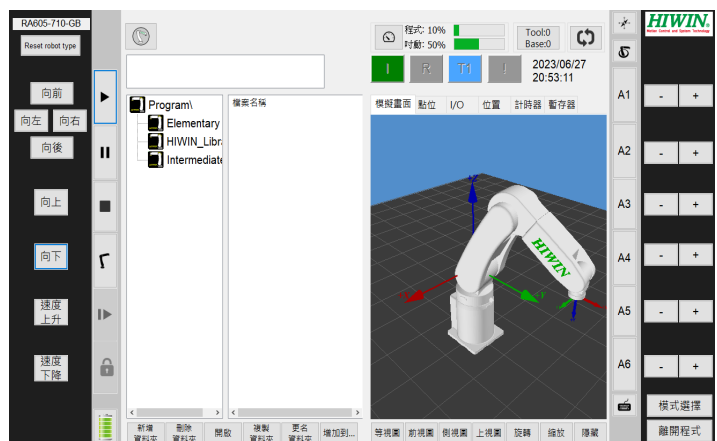 RA605-710-GB
Reset robot type
向前
向左
向右
向後
向上
向下
速度
上升
速度
下降
Program\
Elementary
HIWIN_Libr
Intermediate
檔案名稱
新增
資料夾
刪除
資料夾
開啟
複製
資料夾
更名
資料夾
增加到...
程式: 10%
吋動: 50%
Tool:0
Base:0
I
R
T1
!
2023/06/27
20:53:11
模擬畫面
點位
I/O
位置
計時器
暫存器
+Z
+X
+Y
HIWIN
等視圖
前視圖
側視圖
上視圖
旋轉
縮放
隱藏
A1
A2
A3
A4
A5
A6
HIWIN®
Motion Control and System Technology
- +
- +
- +
- +
- +
- +
模式選擇
離開程式